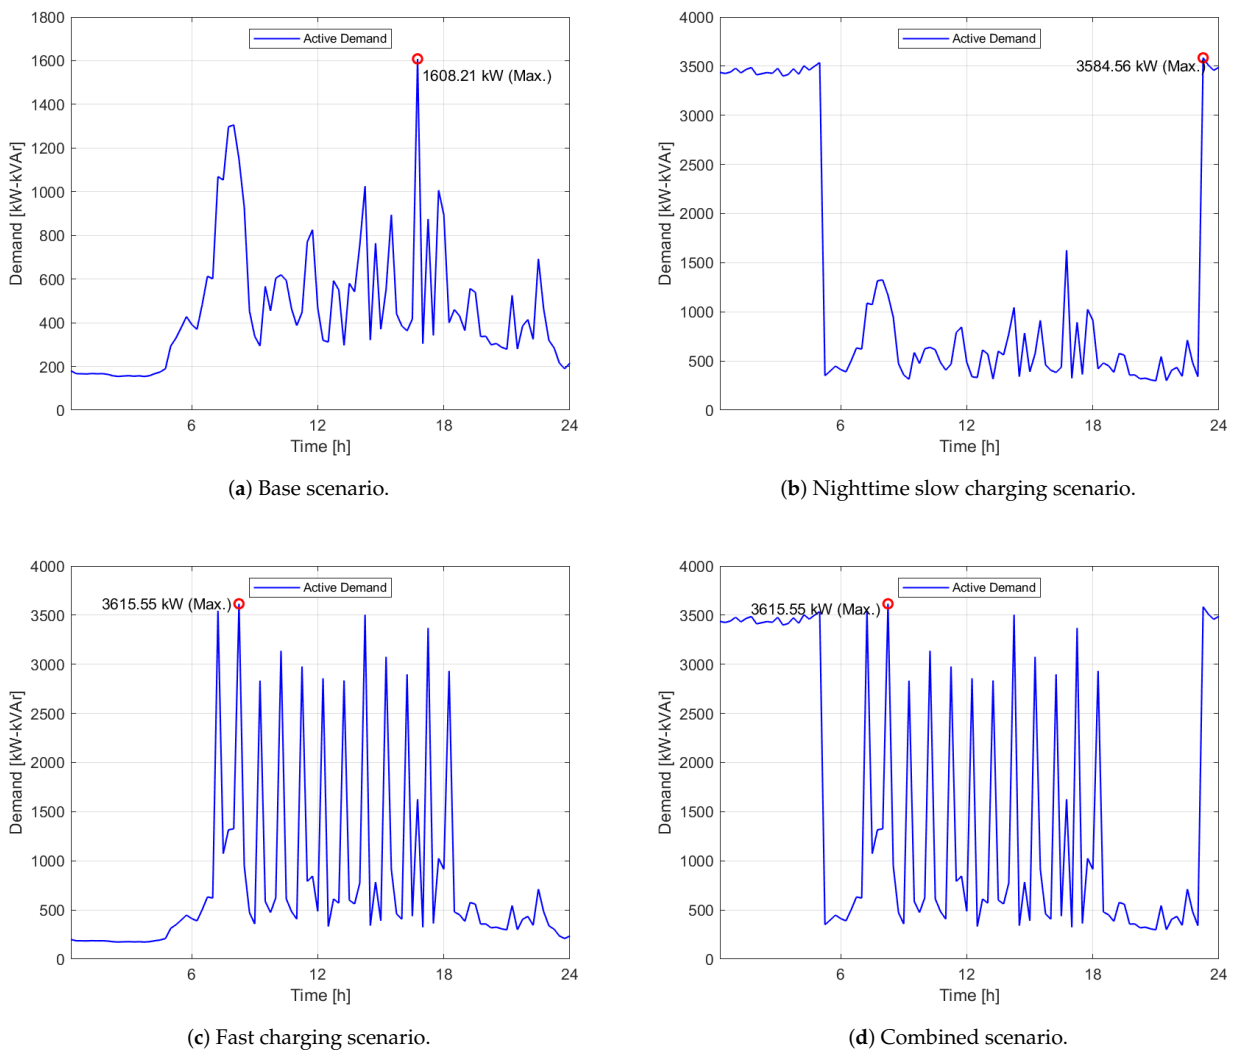 1800
1600
1400
1200
1000
800
600
400
200
0
Demand [kW-kVAr]
Active Demand
1608.21 kW (Max.)
6
12
18
24
Time [h]
(a) Base scenario.
4000
3500
3000
2500
2000
1500
1000
500
0
Demand [kW-kVAr]
Active Demand
3584.56 kW (Max.)
6
12
18
24
Time [h]
(b) Nighttime slow charging scenario.
4000
3500
3000
2500
2000
1500
1000
500
0
Demand [kW-kVAr]
Active Demand
3615.55 kW (Max.)
6
12
18
24
Time [h]
(c) Fast charging scenario.
4000
3500
3000
2500
2000
1500
1000
500
0
Demand [kW-kVAr]
Active Demand
3615.55 kW (Max.)
6
12
18
24
Time [h]
(d) Combined scenario.